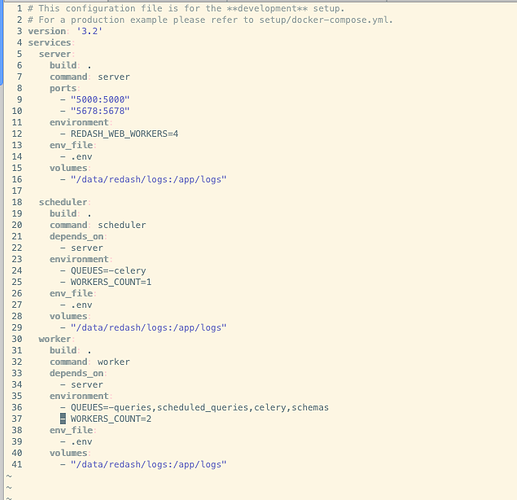 1 # This configuration file is for the **development** setup.
2 # For a production example please refer to setup/docker-compose.yml.
3 version: '3.2'
4 services:
5   server:
6     build: .
7     command: server
8     ports:
9       - "5000:5000"
10       - "5678:5678"
11     environment:
12       - REDASH_WEB_WORKERS=4
13     env_file:
14       - .env
15     volumes:
16       - "/data/redash/logs:/app/logs"
17
18   scheduler:
19     build: .
20     command: scheduler
21     depends_on:
22       - server
23     environment:
24       - QUEUES=-celery
25       - WORKERS_COUNT=1
26     env_file:
27       - .env
28     volumes:
29       - "/data/redash/logs:/app/logs"
30   worker:
31     build: .
32     command: worker
33     depends_on:
34       - server
35     environment:
36       - QUEUES=-queries,scheduled_queries,celery,schemas
37       - WORKERS_COUNT=2
38     env_file:
39       - .env
40     volumes:
41       - "/data/redash/logs:/app/logs"
~
~
~